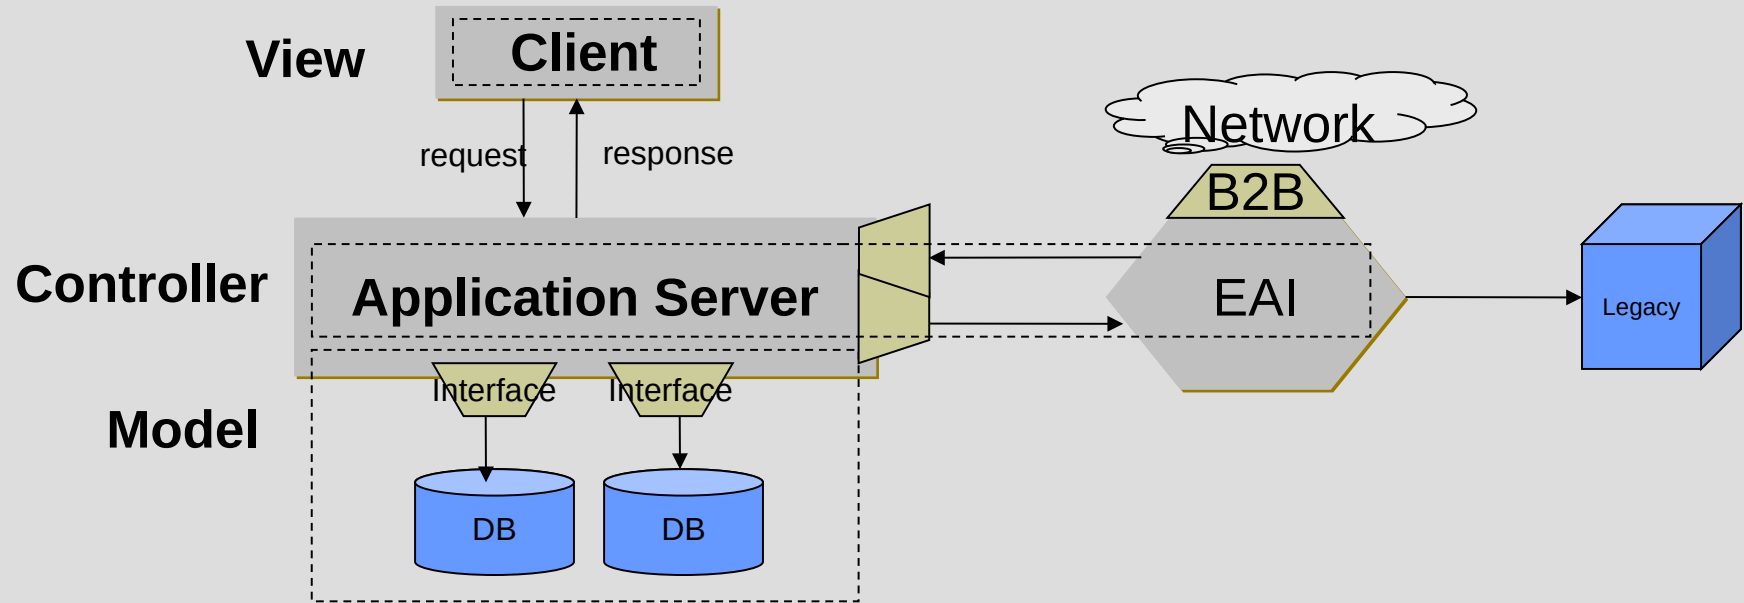 View
Client
Network
request
response
B2B
Controller
Application Server
EAI
Legacy
Interface
Interface
Model
DB
DB